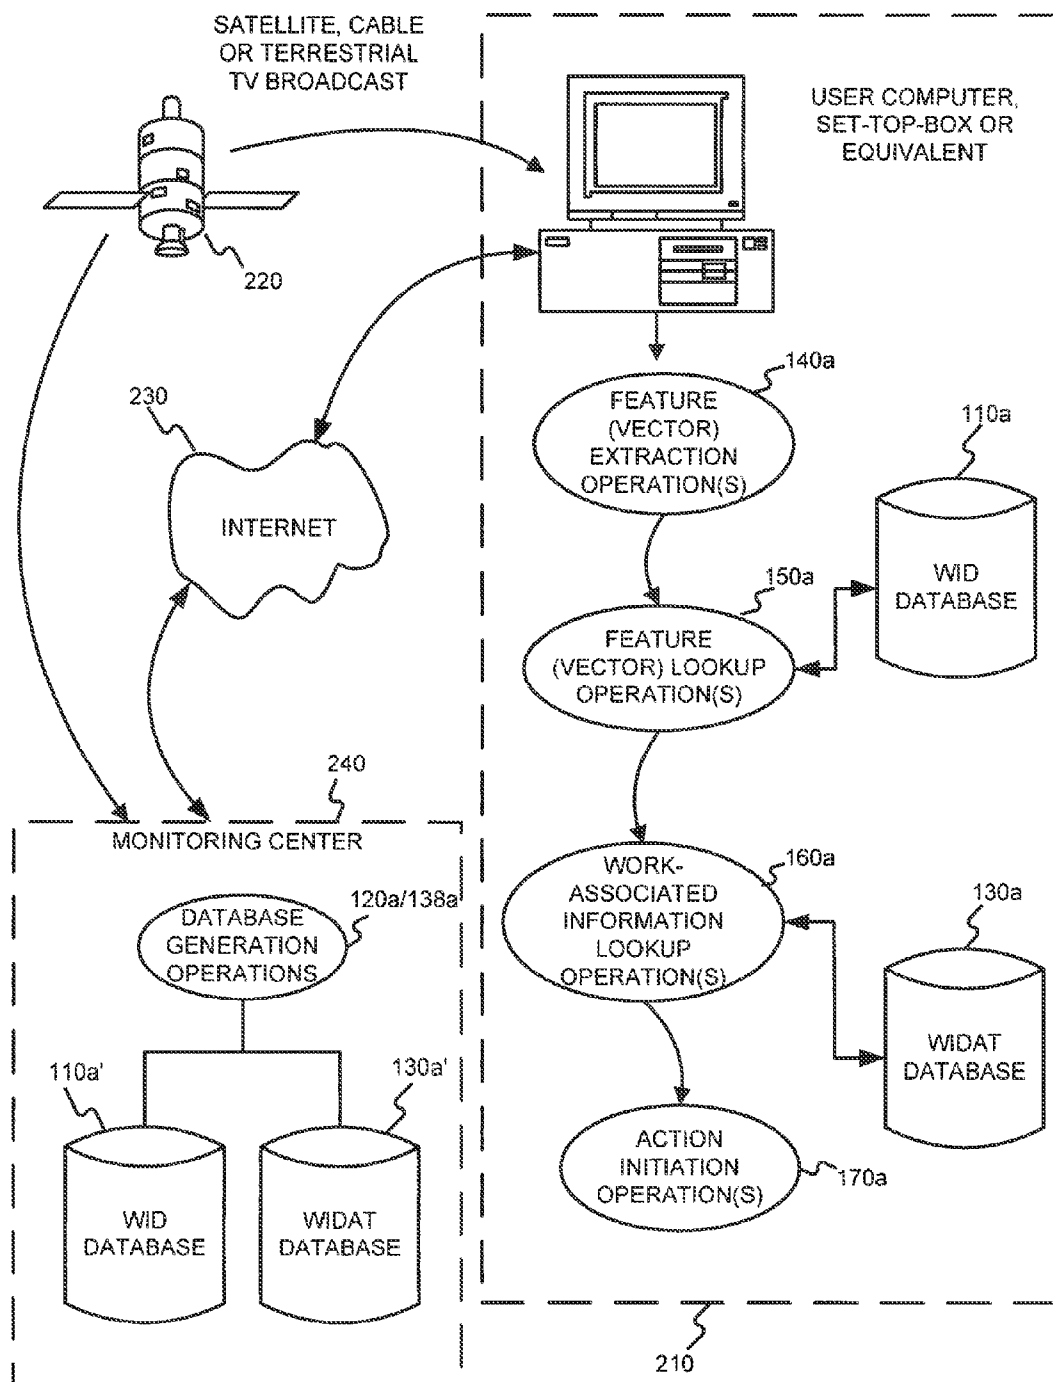 SATELLITE, CABLE
OR TERRESTRIAL
TV BROADCAST
USER COMPUTER,
SET-TOP-BOX OR
EQUIVALENT
220
230
INTERNET
140a
FEATURE
(VECTOR)
EXTRACTION
OPERATION(S)
110a
WID
DATABASE
150a
FEATURE
(VECTOR) LOOKUP
OPERATION(S)
240
MONITORING CENTER
120a/138a
DATABASE
GENERATION
OPERATIONS
160a
WORK-
ASSOCIATED
INFORMATION
LOOKUP
OPERATION(S)
130a
WIDAT
DATABASE
110a'
WID
DATABASE
130a'
WIDAT
DATABASE
ACTION
INITIATION
OPERATION(S)
170a
210